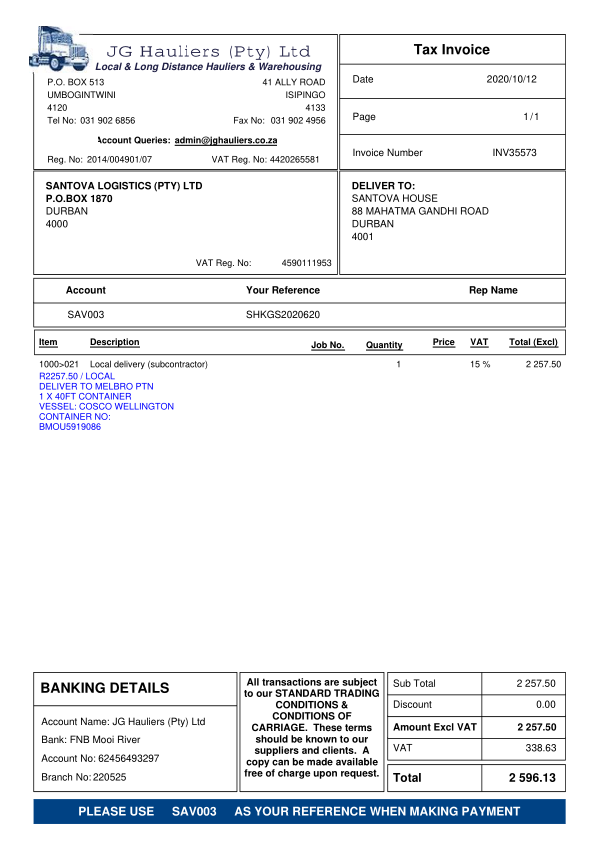 JG Hauliers (Pty) Ltd
Local & Long Distance Hauliers & Warehousing
P.O. BOX 513 41 ALLY ROAD
UMBOGINTWINI ISIPINGO
4120 4133
Tel No: 031 902 6856 Fax No: 031 902 4956
Account Queries: admin@jghauliers.co.za
Reg. No: 2014/004901/07 VAT Reg. No: 4420265581
Tax Invoice
Date 2020/10/12
Page 1/1
Invoice Number INV35573
SANTOVA LOGISTICS (PTY) LTD
P.O.BOX 1870
DURBAN
4000
VAT Reg. No: 4590111953
DELIVER TO:
SANTOVA HOUSE
88 MAHATMA GANDHI ROAD
DURBAN
4001
Account Your Reference Rep Name
SAV003 SHKGS2020620
Item Description Job No. Quantity Price VAT Total (Excl)
1000>021 Local delivery (subcontractor) 1 15 % 2 257.50
R2257.50 / LOCAL
DELIVER TO MELBRO PTN
1 X 40FT CONTAINER
VESSEL: COSCO WELLINGTON
CONTAINER NO:
BMOU5919086
BANKING DETAILS
Account Name: JG Hauliers (Pty) Ltd
Bank: FNB Mooi River
Account No: 62456493297
Branch No: 220525
All transactions are subject
to our STANDARD TRADING
CONDITIONS &
CONDITIONS OF
CARRIAGE. These terms
should be known to our
suppliers and clients. A
copy can be made available
free of charge upon request.
Sub Total 2 257.50
Discount 0.00
Amount Excl VAT 2 257.50
VAT 338.63
Total 2 596.13
PLEASE USE SAV003 AS YOUR REFERENCE WHEN MAKING PAYMENT